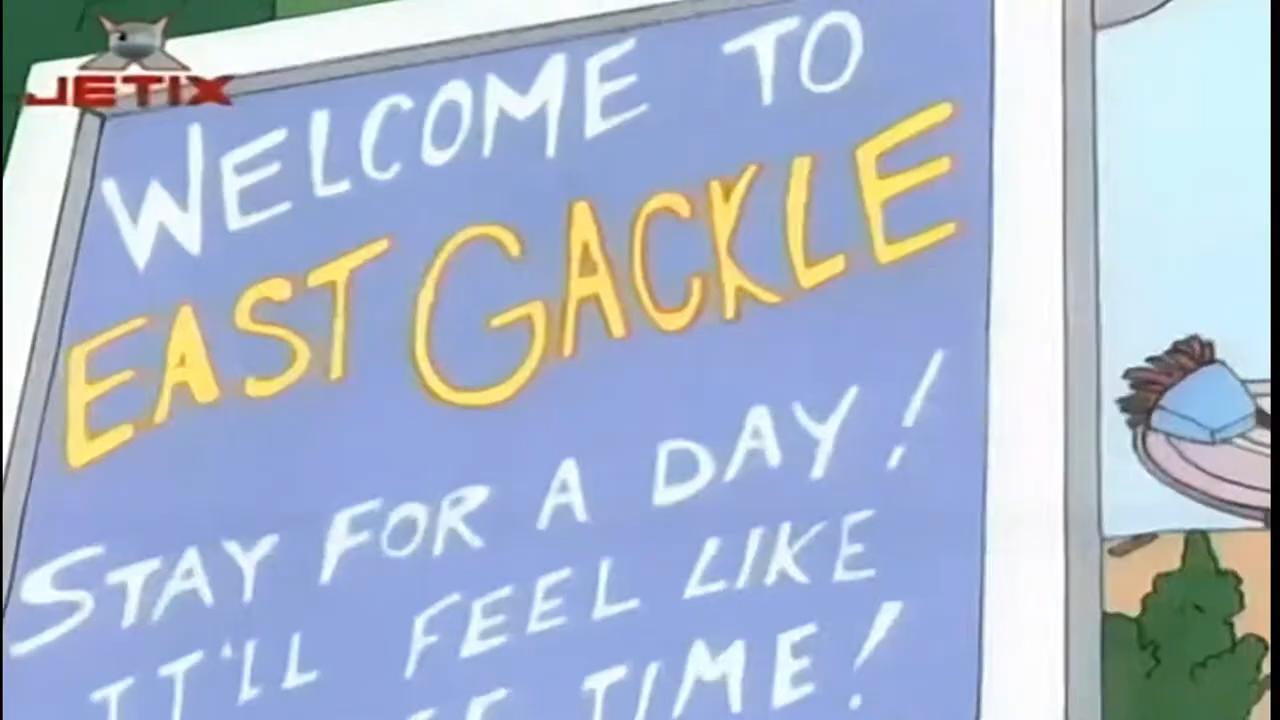 JETIX
WELCOME TO
EAST GACKLE
STAY FOR A DAY!
IT'LL FEEL LIKE
TIME!